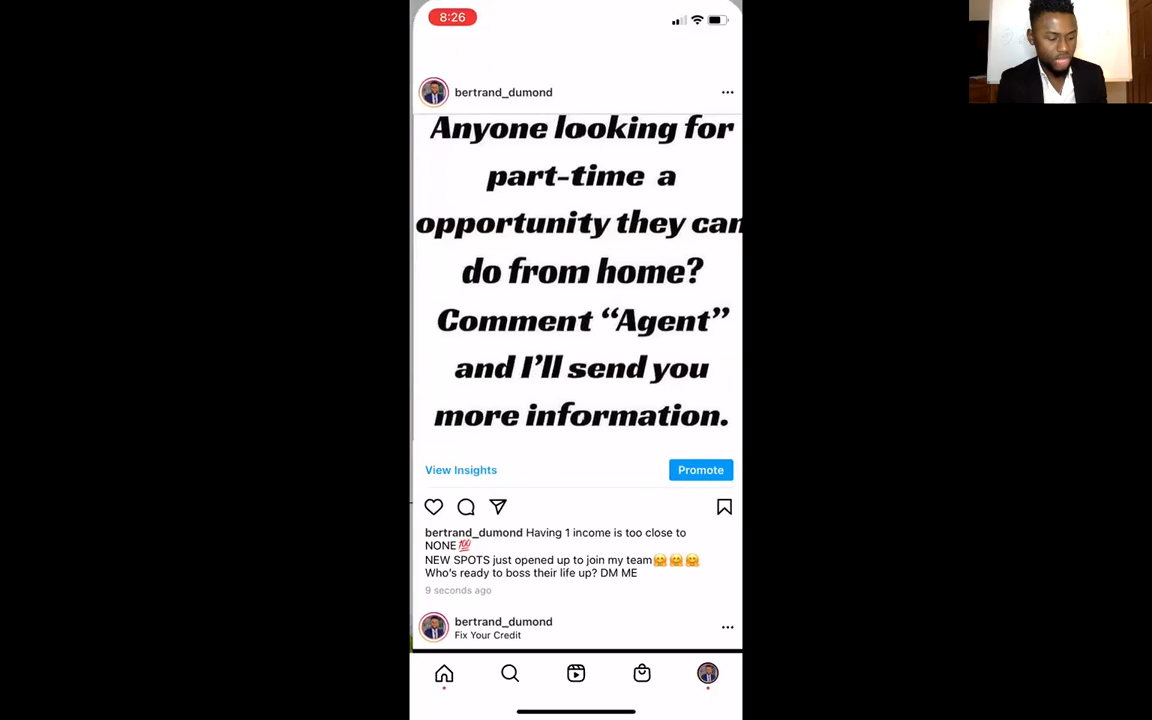 8:26
bertrand_dumond
Anyone looking for
part-time a
opportunity they can
do from home?
Comment “Agent”
and I’ll send you
more information.
View Insights
Promote
bertrand_dumond Having 1 income is too close to
NONE💯
NEW SPOTS just opened up to join my team🤗🤗🤗
Who’s ready to boss their life up? DM ME
9 seconds ago
bertrand_dumond
Fix Your Credit